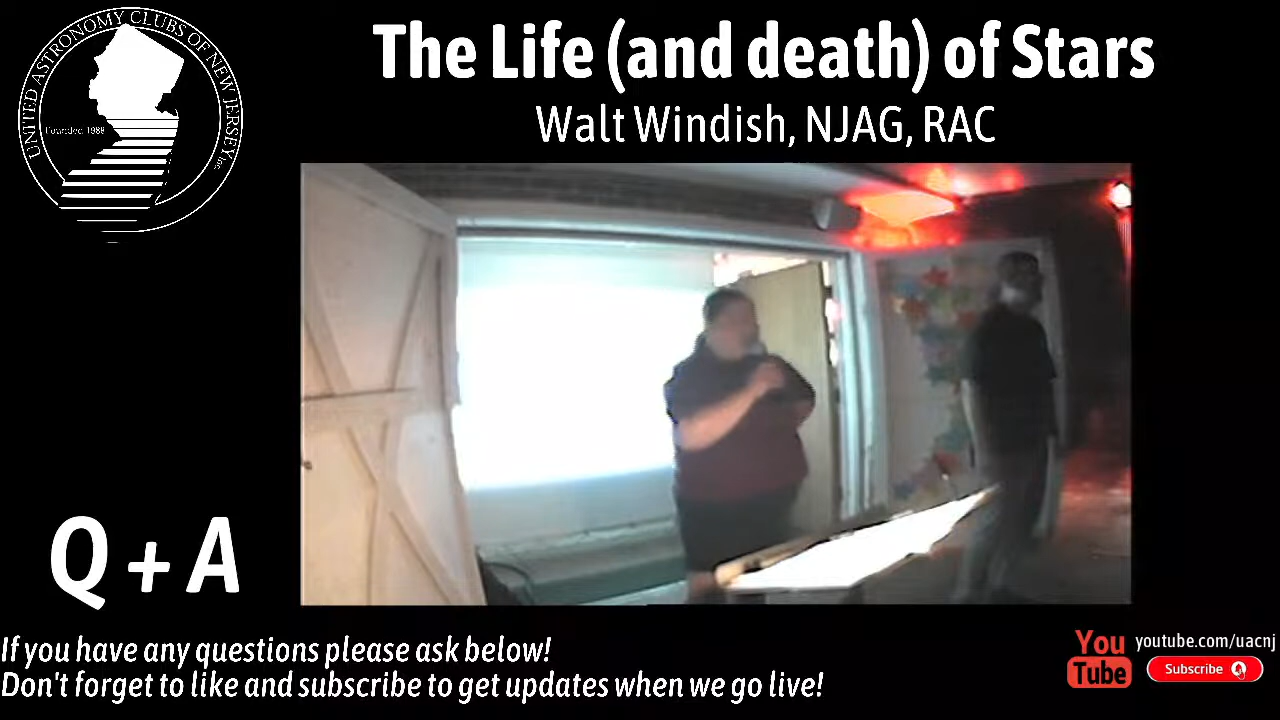 UNITED ASTRONOMY CLUBS OF NEW JERSEY, Inc.
Founded 1988
The Life (and death) of Stars
Walt Windish, NJAG, RAC
Q + A
If you have any questions please ask below!
Don't forget to like and subscribe to get updates when we go live!
You
Tube
youtube.com/uacnj
Subscribe